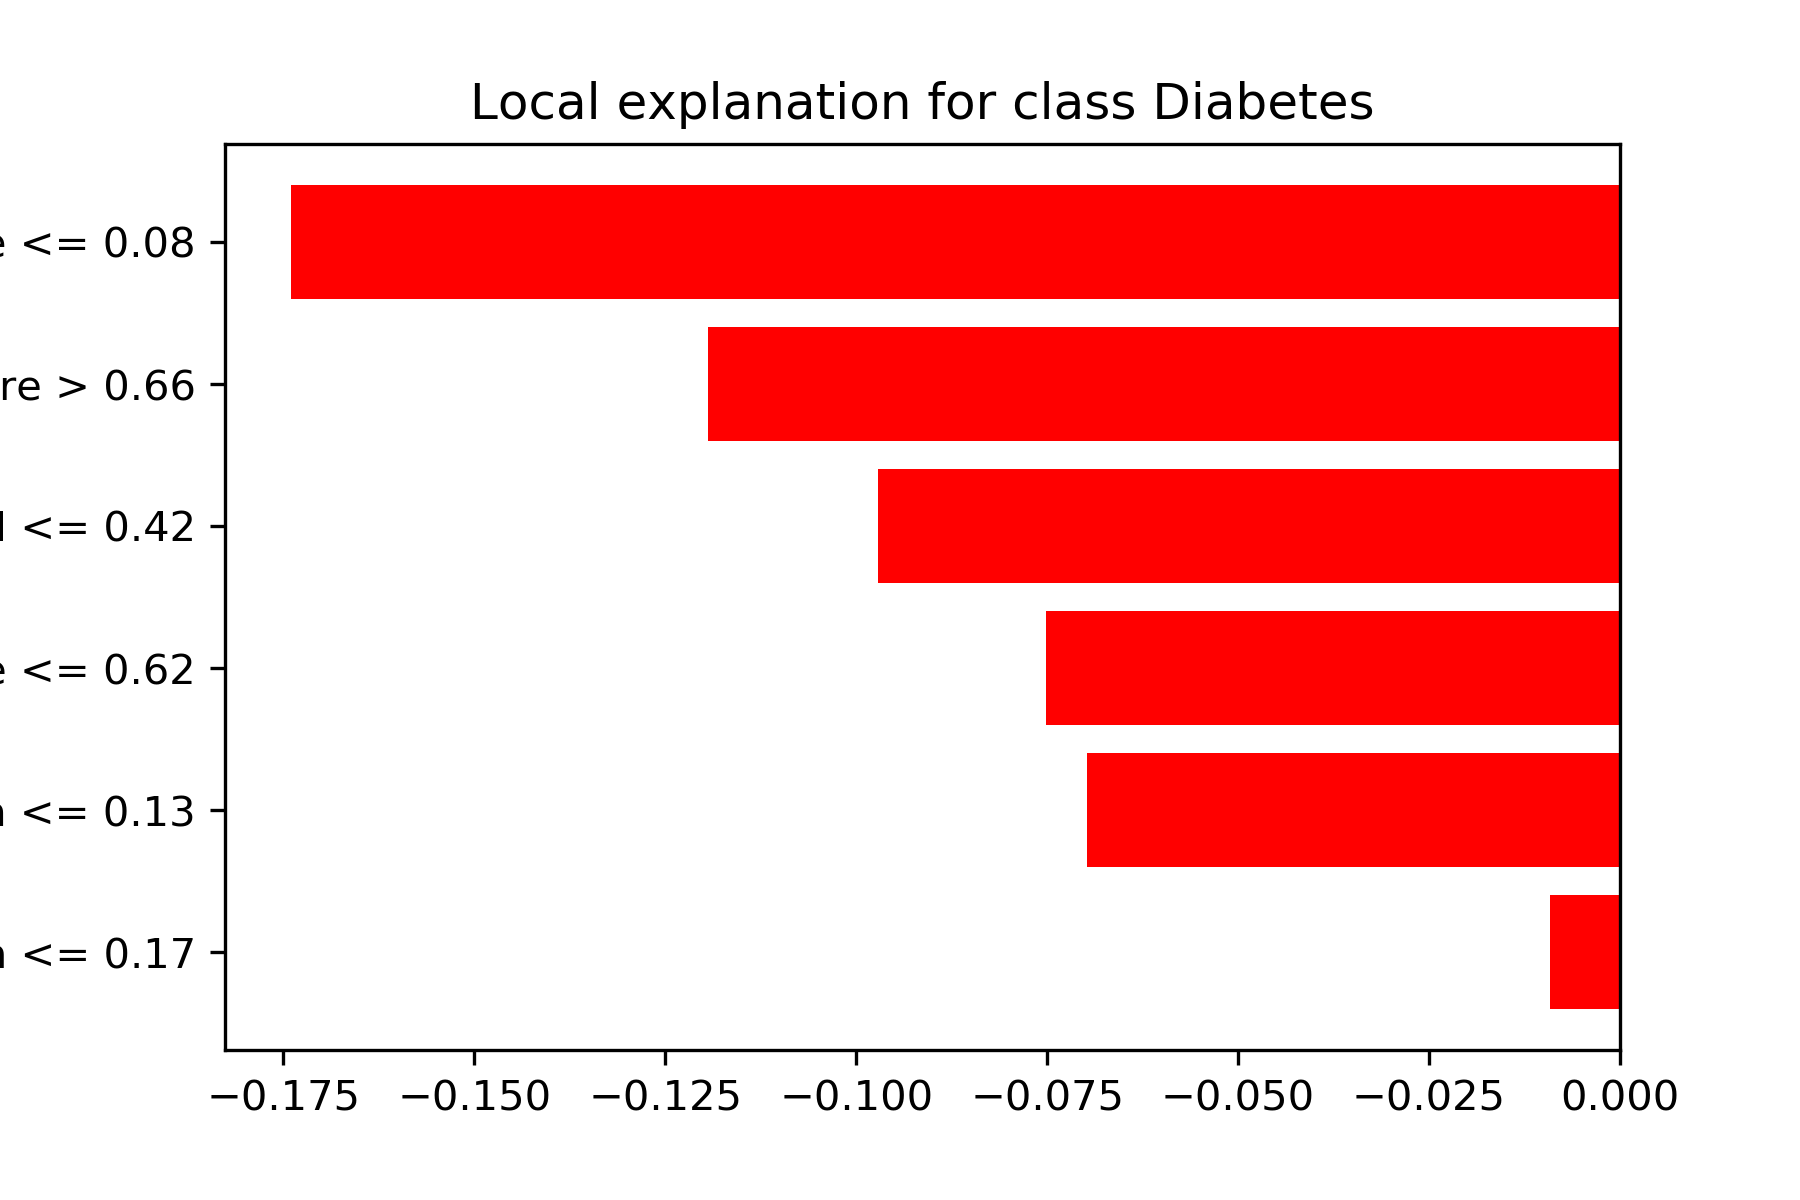 Local explanation for class Diabetes
e <= 0.08
re > 0.66
<= 0.42
e <= 0.62
<= 0.13
<= 0.17
−0.175 −0.150 −0.125 −0.100 −0.075 −0.050 −0.025 0.000